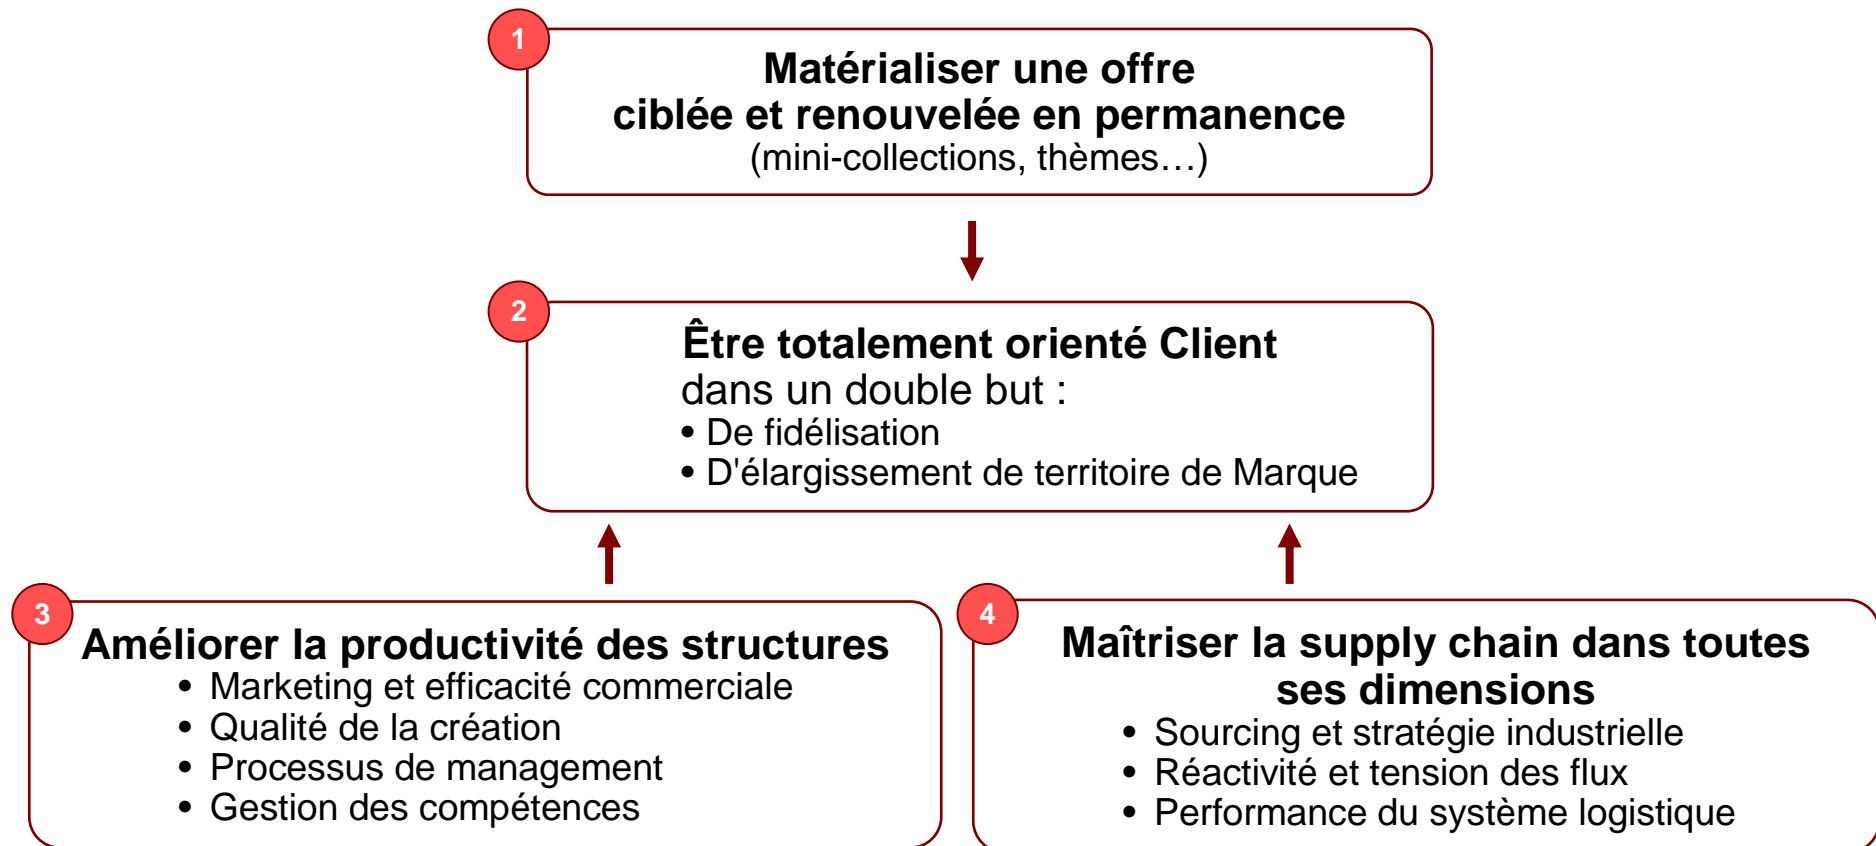 1
Matérialiser une offre
ciblée et renouvelée en permanence
(mini-collections, thèmes…)
2
Être totalement orienté Client
dans un double but :
• De fidélisation
• D'élargissement de territoire de Marque
3
Améliorer la productivité des structures
• Marketing et efficacité commerciale
• Qualité de la création
• Processus de management
• Gestion des compétences
4
Maîtriser la supply chain dans toutes
ses dimensions
• Sourcing et stratégie industrielle
• Réactivité et tension des flux
• Performance du système logistique